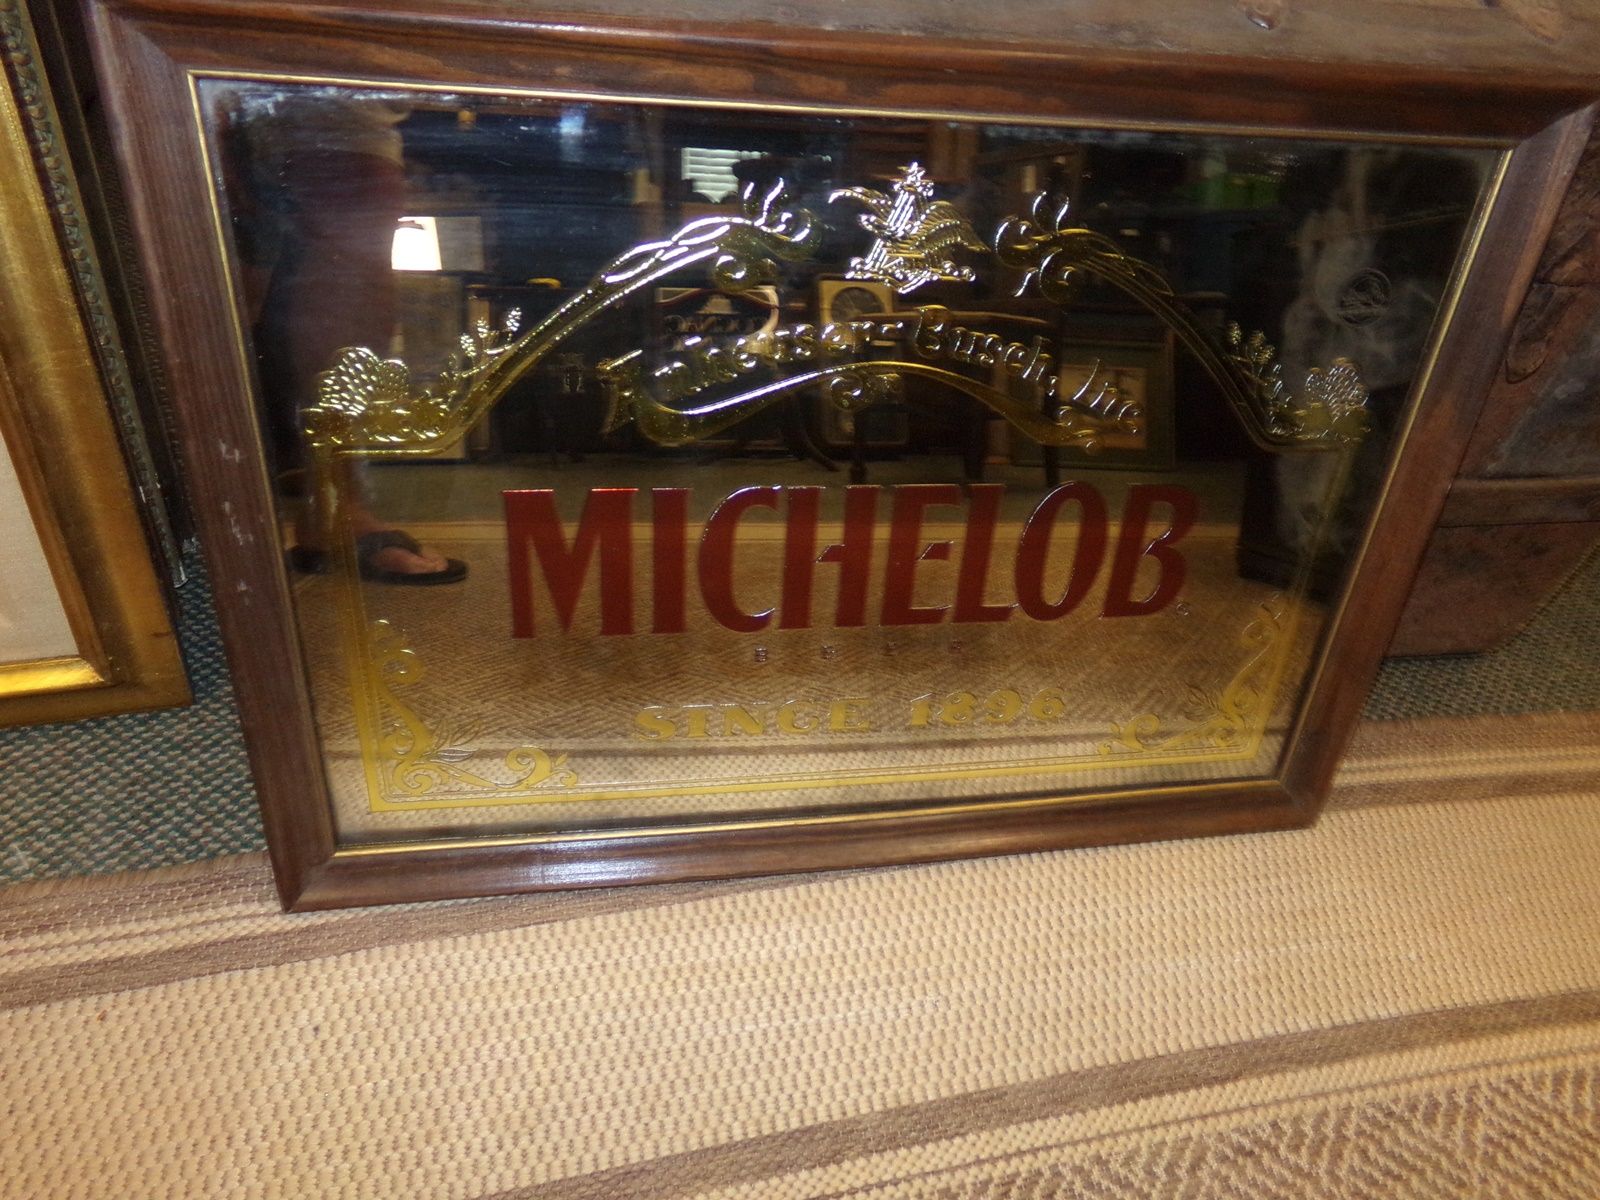 Anheuser-Busch, Inc.
MICHELOB
BEER
SINCE 1896